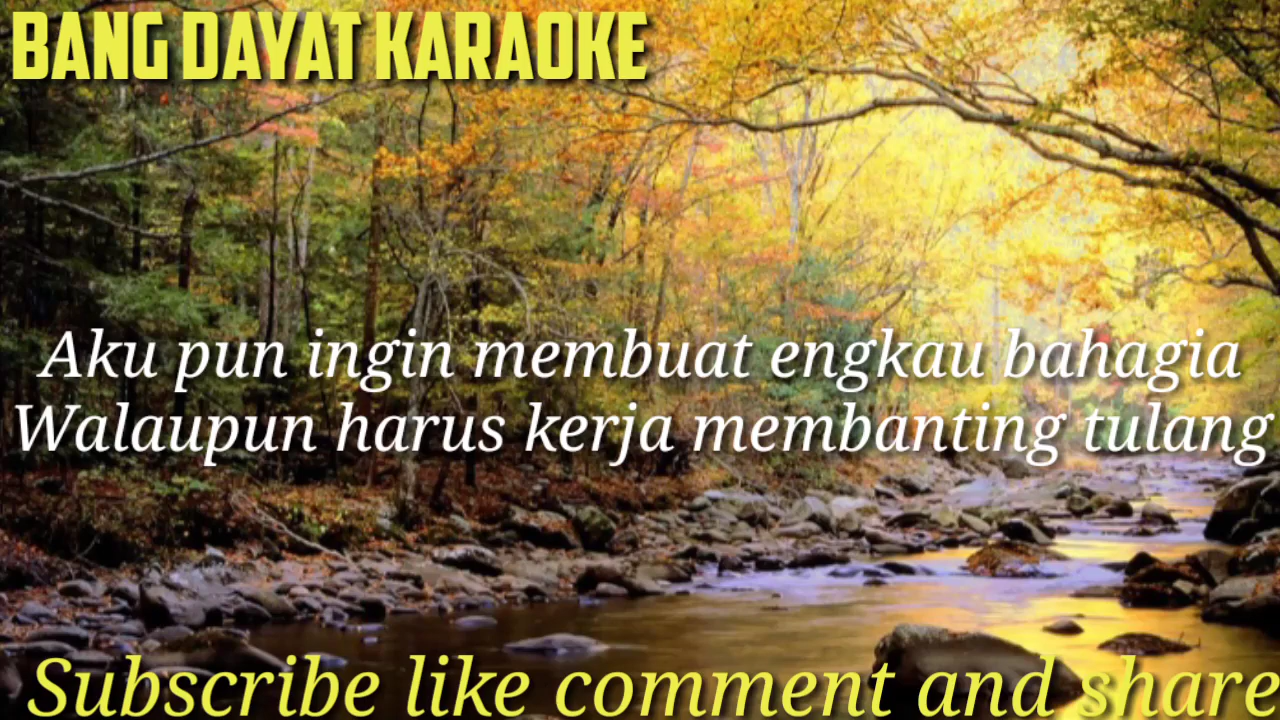 BANG DAYAT KARAOKE
Aku pun ingin membuat engkau bahagia
Walaupun harus kerja membanting tulang
Subscribe like comment and share